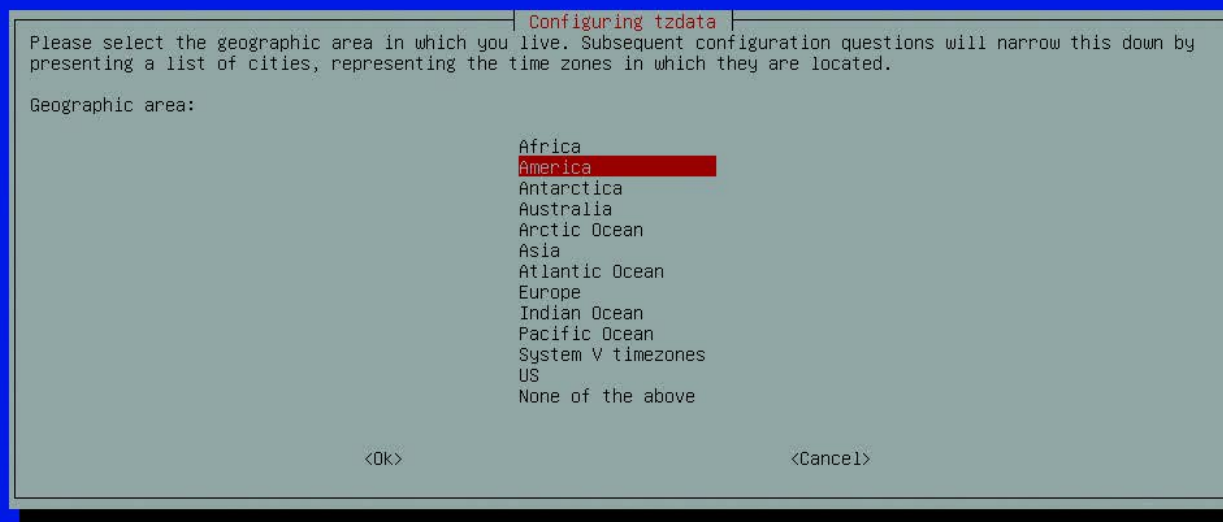 Configuring tzdata
Please select the geographic area in which you live. Subsequent configuration questions will narrow this down by
presenting a list of cities, representing the time zones in which they are located.
Geographic area:
Africa
America
Antarctica
Australia
Arctic Ocean
Asia
Atlantic Ocean
Europe
Indian Ocean
Pacific Ocean
System V timezones
US
None of the above
<Ok> <Cancel>